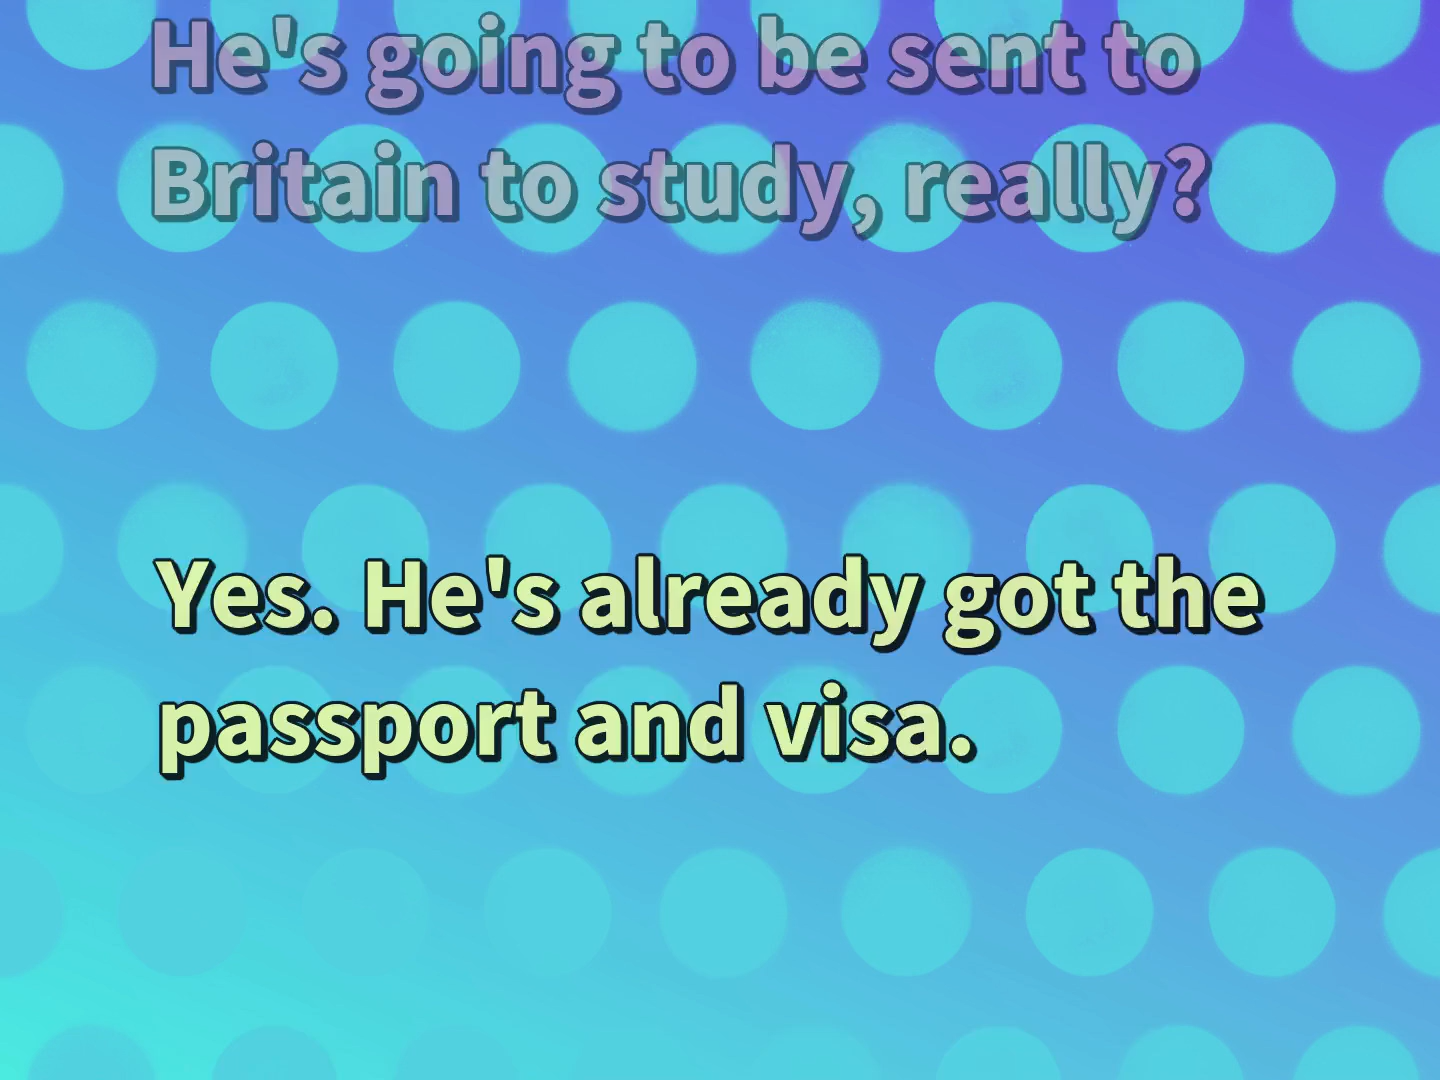 He's going to be sent to
Britain to study, really?
Yes. He's already got the
passport and visa.